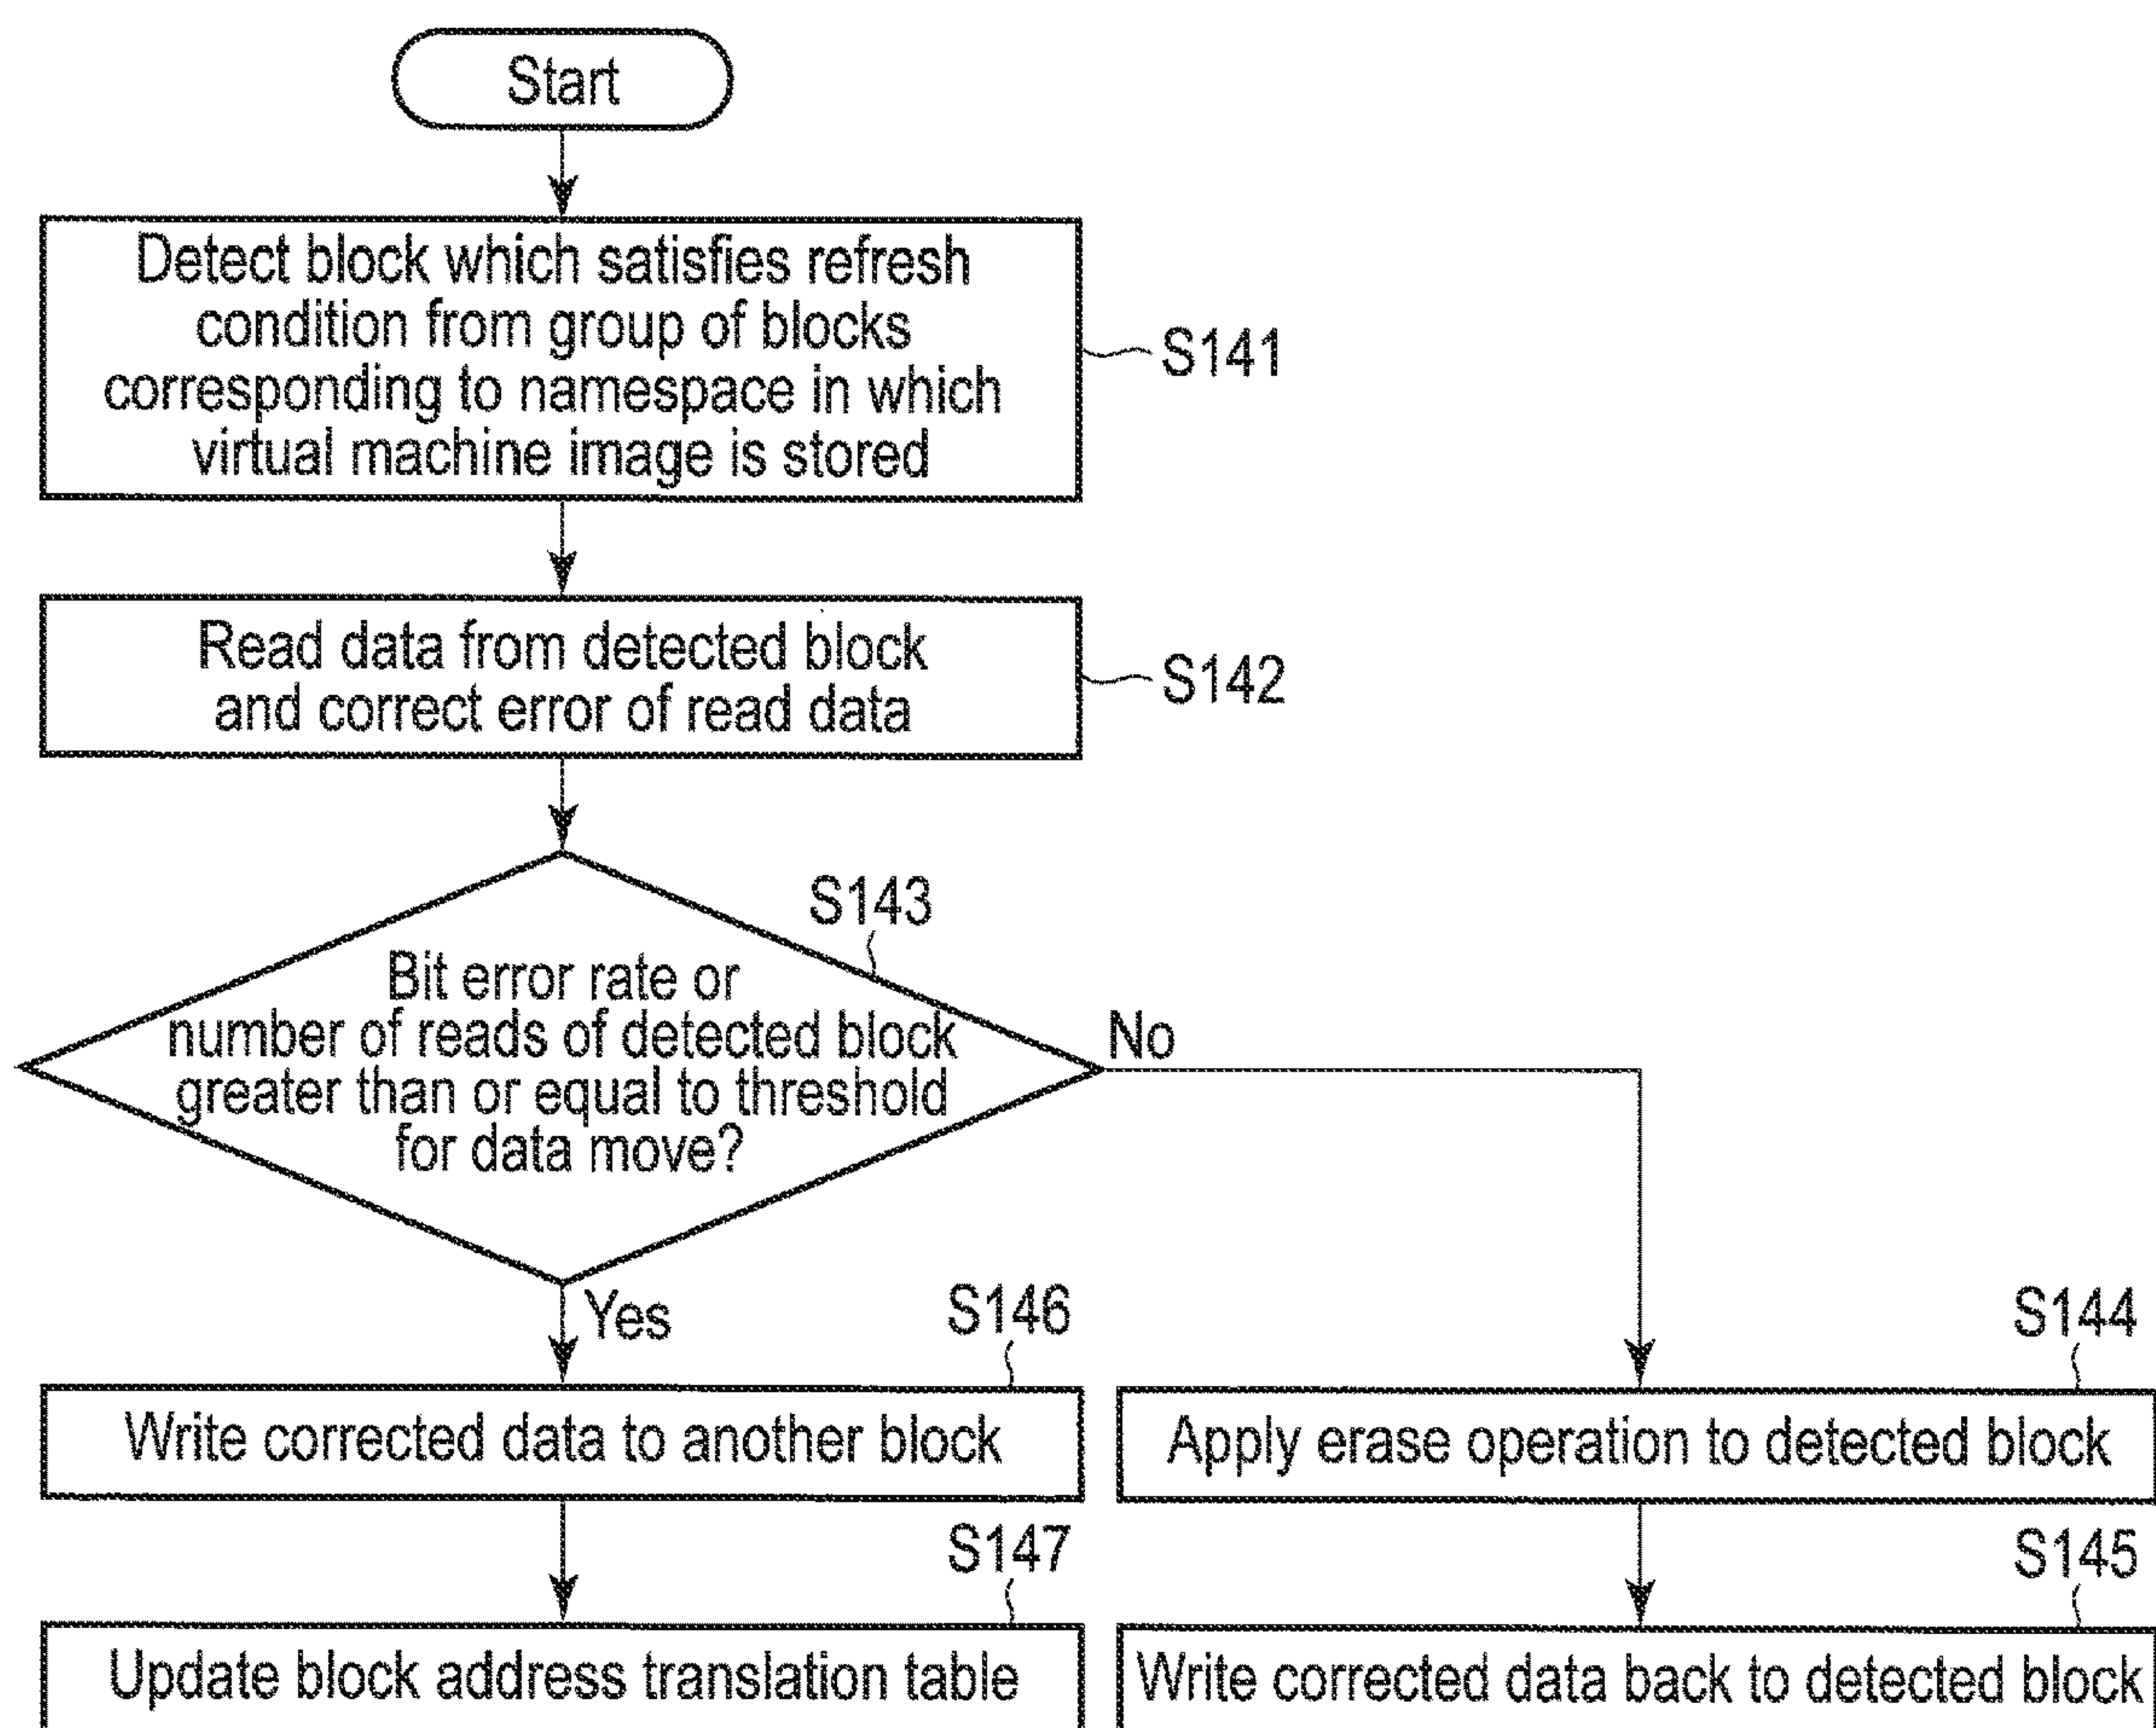 Start
Detect block which satisfies refresh
condition from group of blocks
corresponding to namespace in which
virtual machine image is stored
S141
Read data from detected block
and correct error of read data
S142
S143
Bit error rate or
number of reads of detected block
greater than or equal to threshold
for data move?
No
Yes
S146
Write corrected data to another block
S144
Apply erase operation to detected block
S147
Update block address translation table
S145
Write corrected data back to detected block